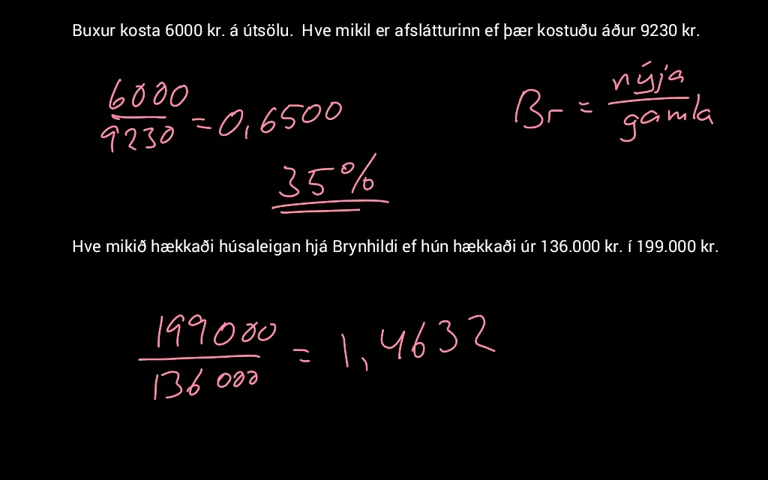 Buxur kosta 6000 kr. á útsölu.  Hve mikil er afslátturinn ef þær kostuðu áður 9230 kr.
6000/9230 = 0,6500
Br = nýja/gamla
35%
Hve mikið hækkaði húsaleigan hjá Brynhildi ef hún hækkaði úr 136.000 kr. í 199.000 kr.
199000/136000 = 1,4632